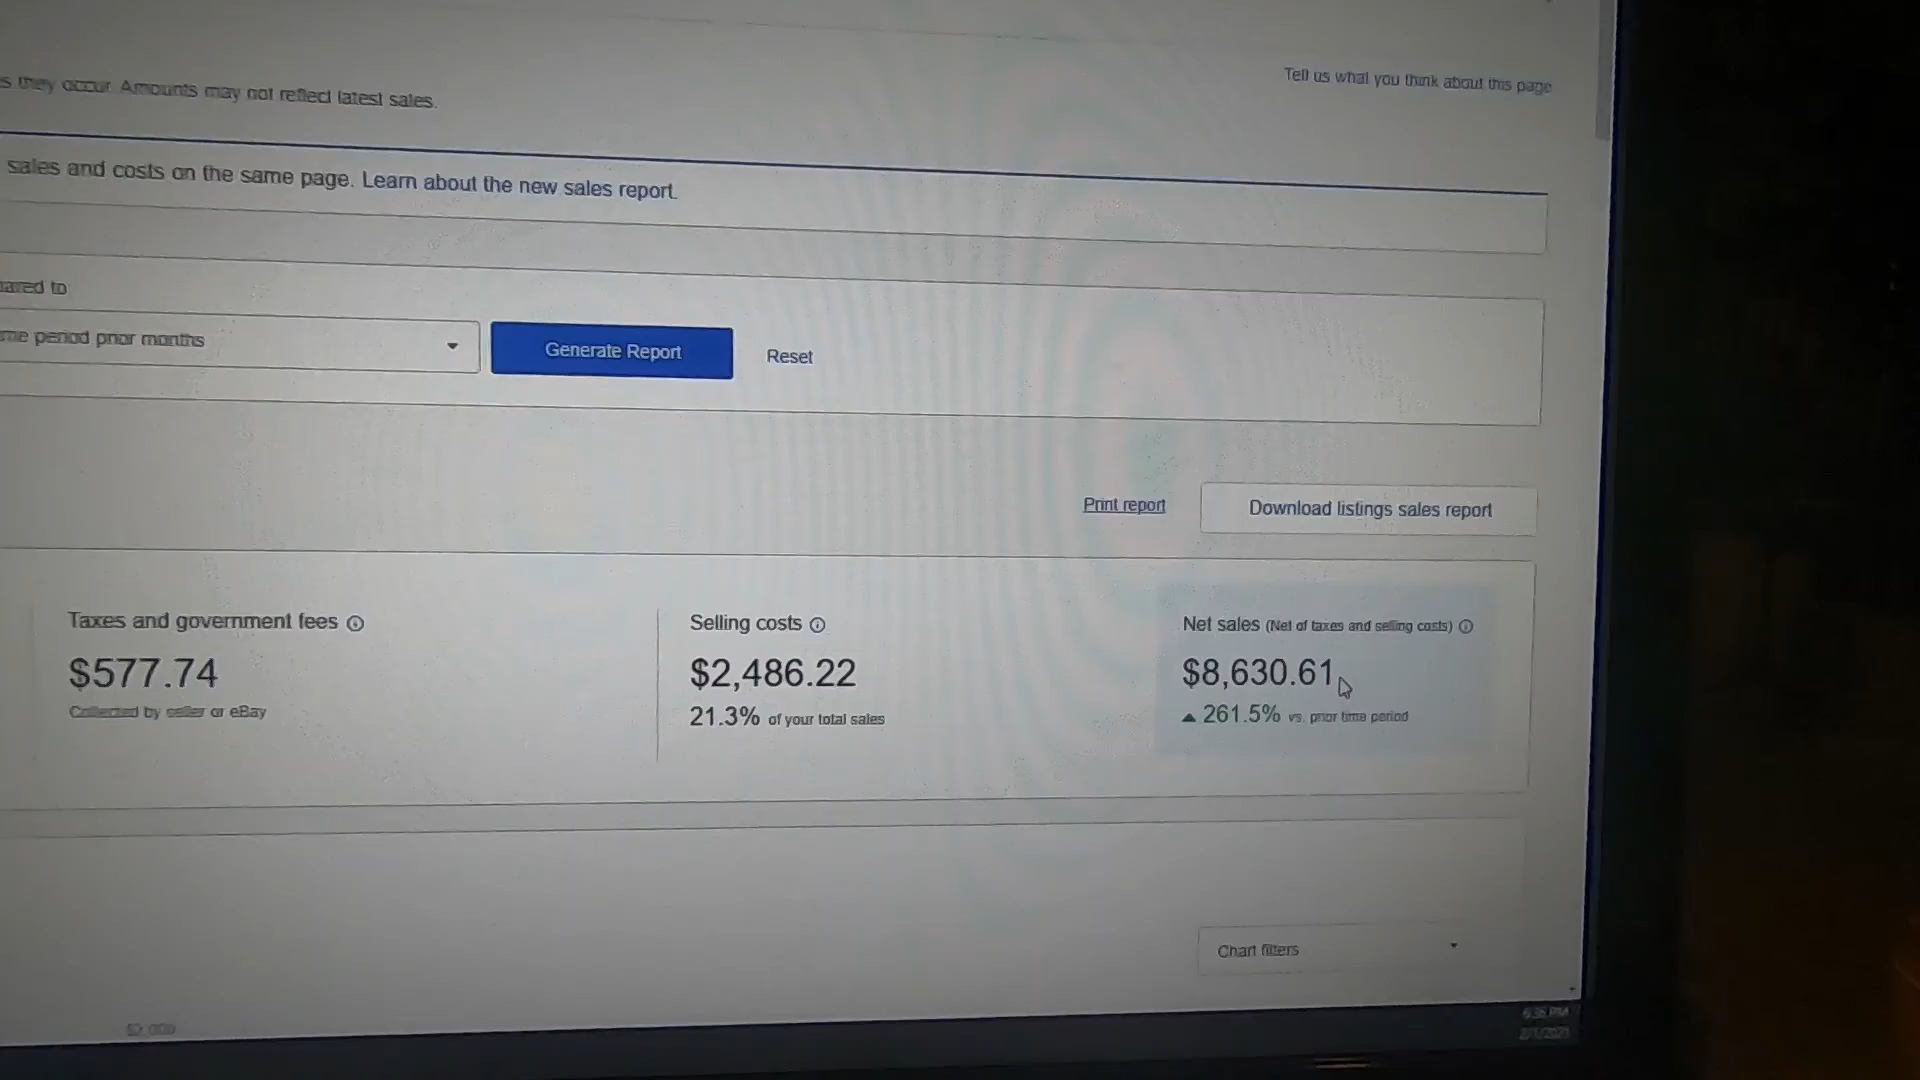 Tell us what you think about this page
s they occur. Amounts may not reflect latest sales.
sales and costs on the same page. Learn about the new sales report.
ared to
me period prior months
Generate Report
Reset
Print report
Download listings sales report
Taxes and government fees
Selling costs
Net sales (Net of taxes and selling costs)
$577.74
$2,486.22
$8,630.61
Collected by seller or eBay
21.3% of your total sales
261.5% vs. prior time period
Chart filters
6:36 PM